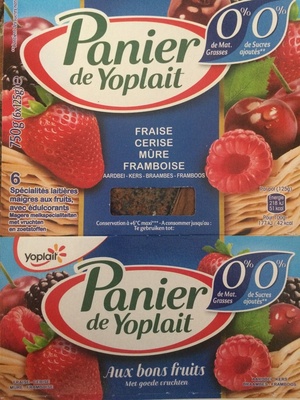 Panier
de Yoplait
0%
de Mat.
Grasses
0%
de Sucres
ajoutés**
750g (6x125g)e
FRAISE
CERISE
MÛRE
FRAMBOISE
AARDBEI - KERS - BRAAMBES - FRAMBOOS
6
Spécialités laitières
maigres aux fruits,
avec édulcorants
Magere melkspecialiteiten
met vruchten
en zoetstoffen
Conservation à +6°C maxi*** - A consommer jusqu'au :
Te gebruiken tot:
yoplait
Panier
de Yoplait
0%
de Mat.
Grasses
0%
de Sucres
ajoutés**
Aux bons fruits
Met goede vruchten